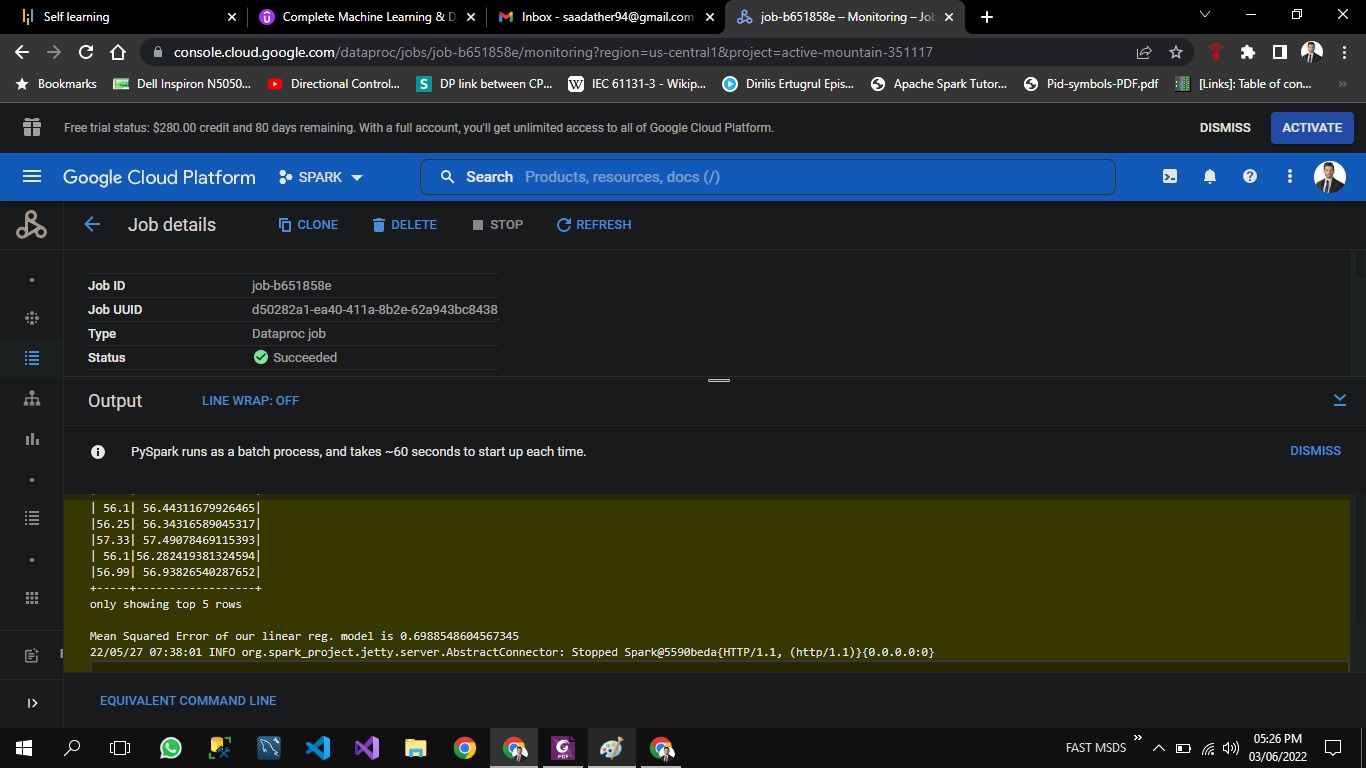 Self learning
Complete Machine Learning & D
Inbox - saadather94@gmail.com
job-b651858e – Monitoring – Jo
console.cloud.google.com/dataproc/jobs/job-b651858e/monitoring?region=us-central1&project=active-mountain-351117
Bookmarks
Dell Inspiron N5050...
Directional Control...
DP link between CP...
IEC 61131-3 - Wikip...
Dirilis Ertugrul Epis...
Apache Spark Tutor...
Pid-symbols-PDF.pdf
[Links]: Table of con...
Free trial status: $280.00 credit and 80 days remaining. With a full account, you'll get unlimited access to all of Google Cloud Platform.
DISMISS
ACTIVATE
Google Cloud Platform
SPARK
Search Products, resources, docs (/)
Job details
CLONE
DELETE
STOP
REFRESH
Job ID job-b651858e
Job UUID d50282a1-ea40-411a-8b2e-62a943bc8438
Type Dataproc job
Status Succeeded
Output
LINE WRAP: OFF
PySpark runs as a batch process, and takes ~60 seconds to start up each time.
DISMISS
| 56.1| 56.44311679926465|
|56.25| 56.34316589045317|
|57.33| 57.49078469115393|
| 56.1|56.282419381324594|
|56.99| 56.93826540287652|
+-----+------------------+
only showing top 5 rows
Mean Squared Error of our linear reg. model is 0.6988548604567345
22/05/27 07:38:01 INFO org.spark_project.jetty.server.AbstractConnector: Stopped Spark@5590beda{HTTP/1.1, (http/1.1)}{0.0.0.0:0}
EQUIVALENT COMMAND LINE
FAST MSDS
05:26 PM
03/06/2022